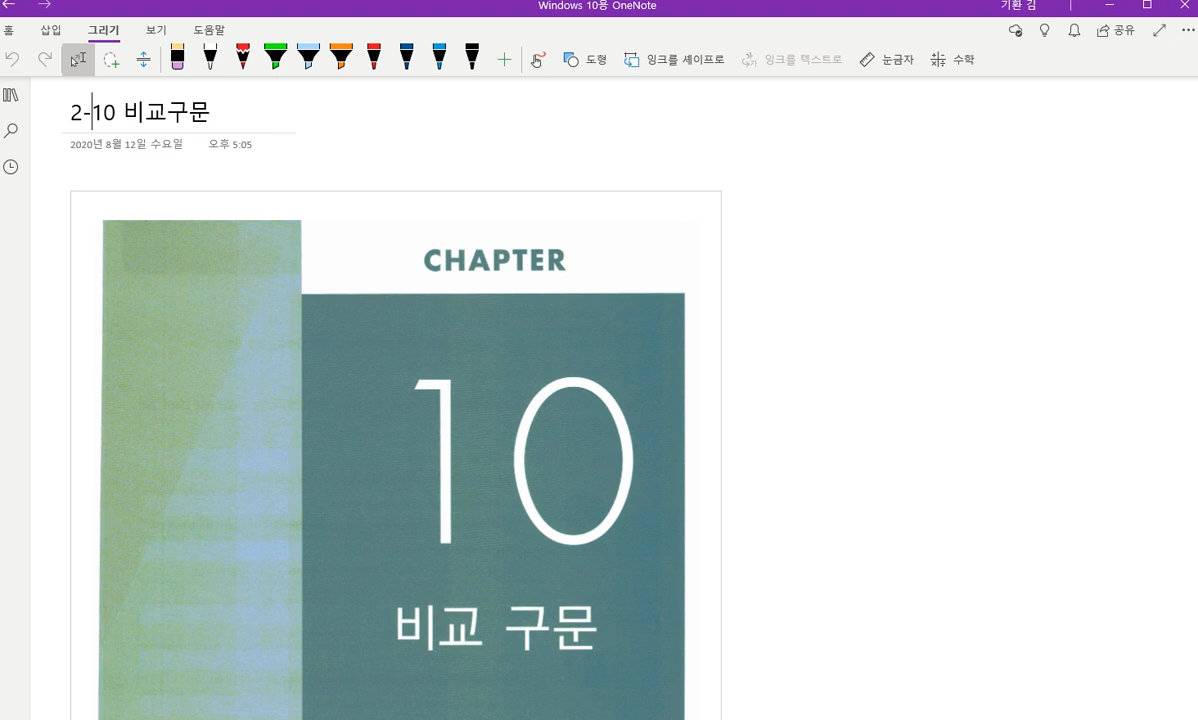 Windows 10용 OneNote
기환 김
홈 삽입 그리기 보기 도움말
공유
도형 잉크를 셰이프로 잉크를 텍스트로 눈금자 수학
2-10 비교구문
2020년 8월 12일 수요일 오후 5:05
CHAPTER
10
비교 구문